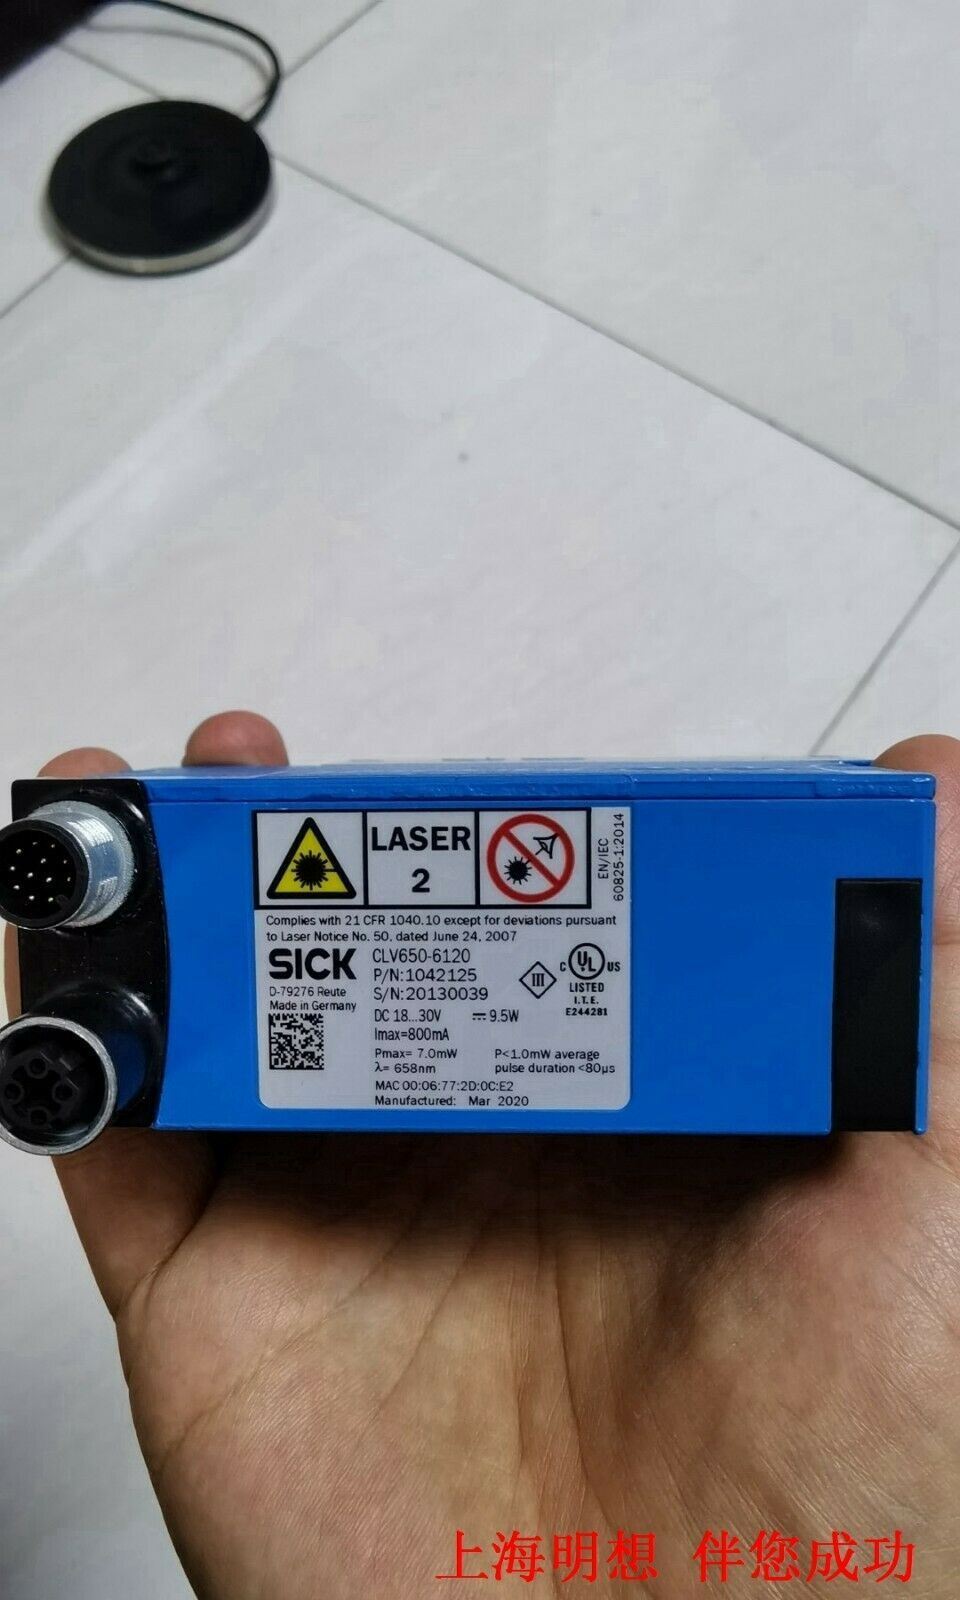 LASER
2
EN/IEC
60825-1:2014
Complies with 21 CFR 1040.10 except for deviations pursuant
to Laser Notice No. 50, dated June 24, 2007
SICK
D-79276 Reute
Made in Germany
CLV650-6120
P/N:1042125
S/N:20130039
DC 18...30V ⎓ 9.5W
Imax=800mA
Pmax= 7.0mW
λ= 658nm
P<1.0mW average
pulse duration <80µs
MAC 00:06:77:2D:0C:E2
Manufactured: Mar 2020
III
C UL US
LISTED
I.T.E.
E244281
上海明想 伴您成功